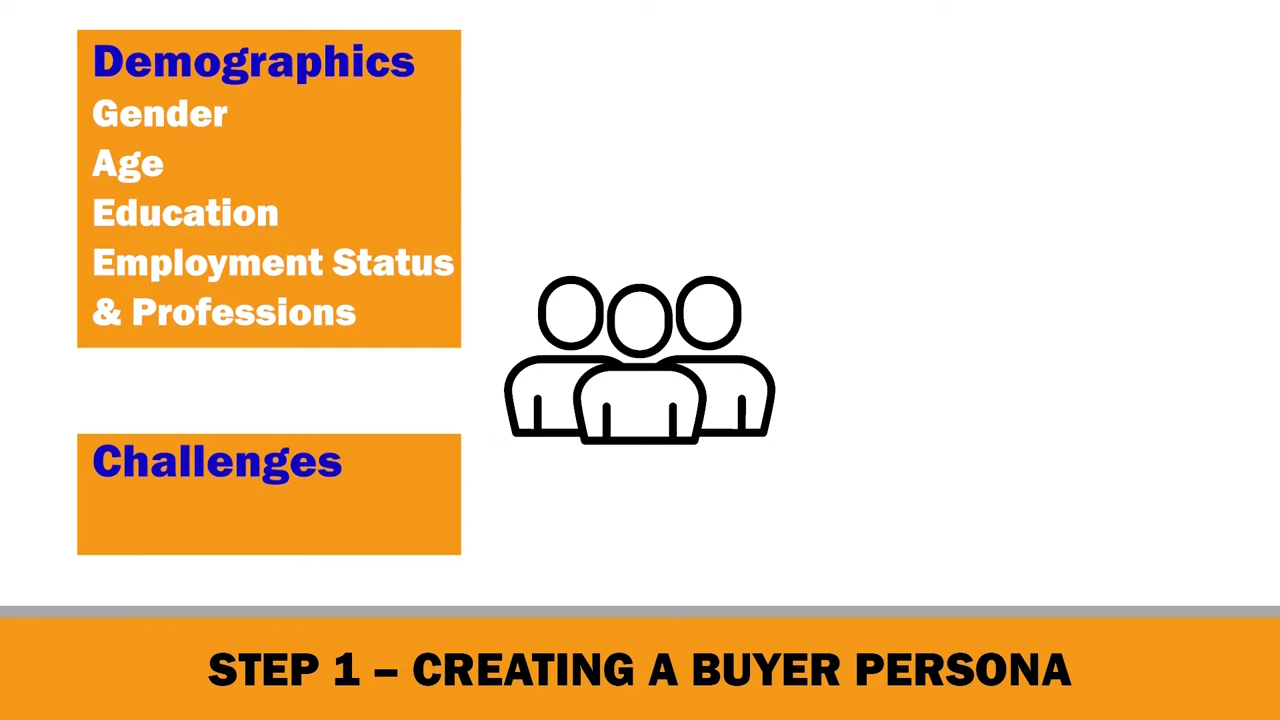 Demographics
Gender
Age
Education
Employment Status
& Professions
Challenges
STEP 1 – CREATING A BUYER PERSONA